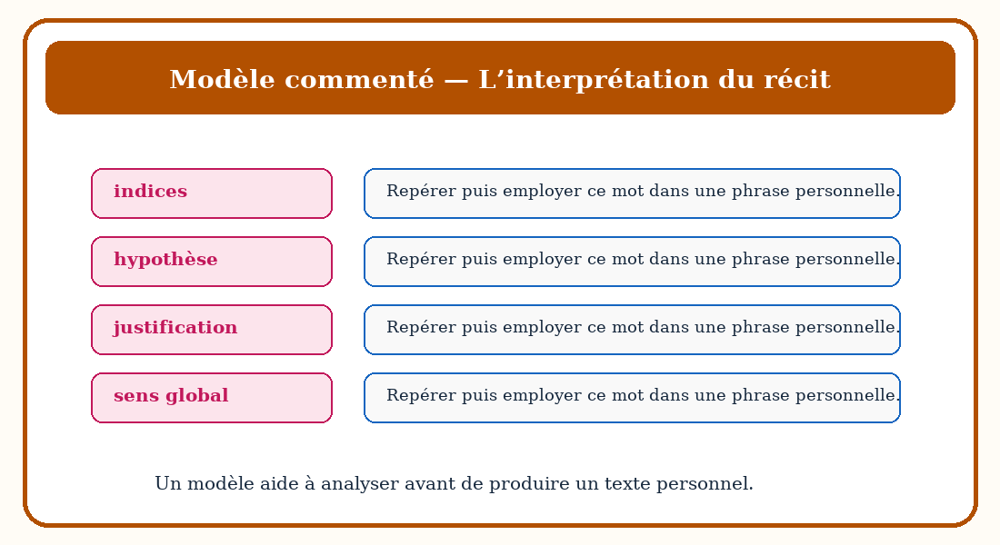 Modèle commenté — L’interprétation du récit
indices
Repérer puis employer ce mot dans une phrase personnelle.
hypothèse
Repérer puis employer ce mot dans une phrase personnelle.
justification
Repérer puis employer ce mot dans une phrase personnelle.
sens global
Repérer puis employer ce mot dans une phrase personnelle.
Un modèle aide à analyser avant de produire un texte personnel.